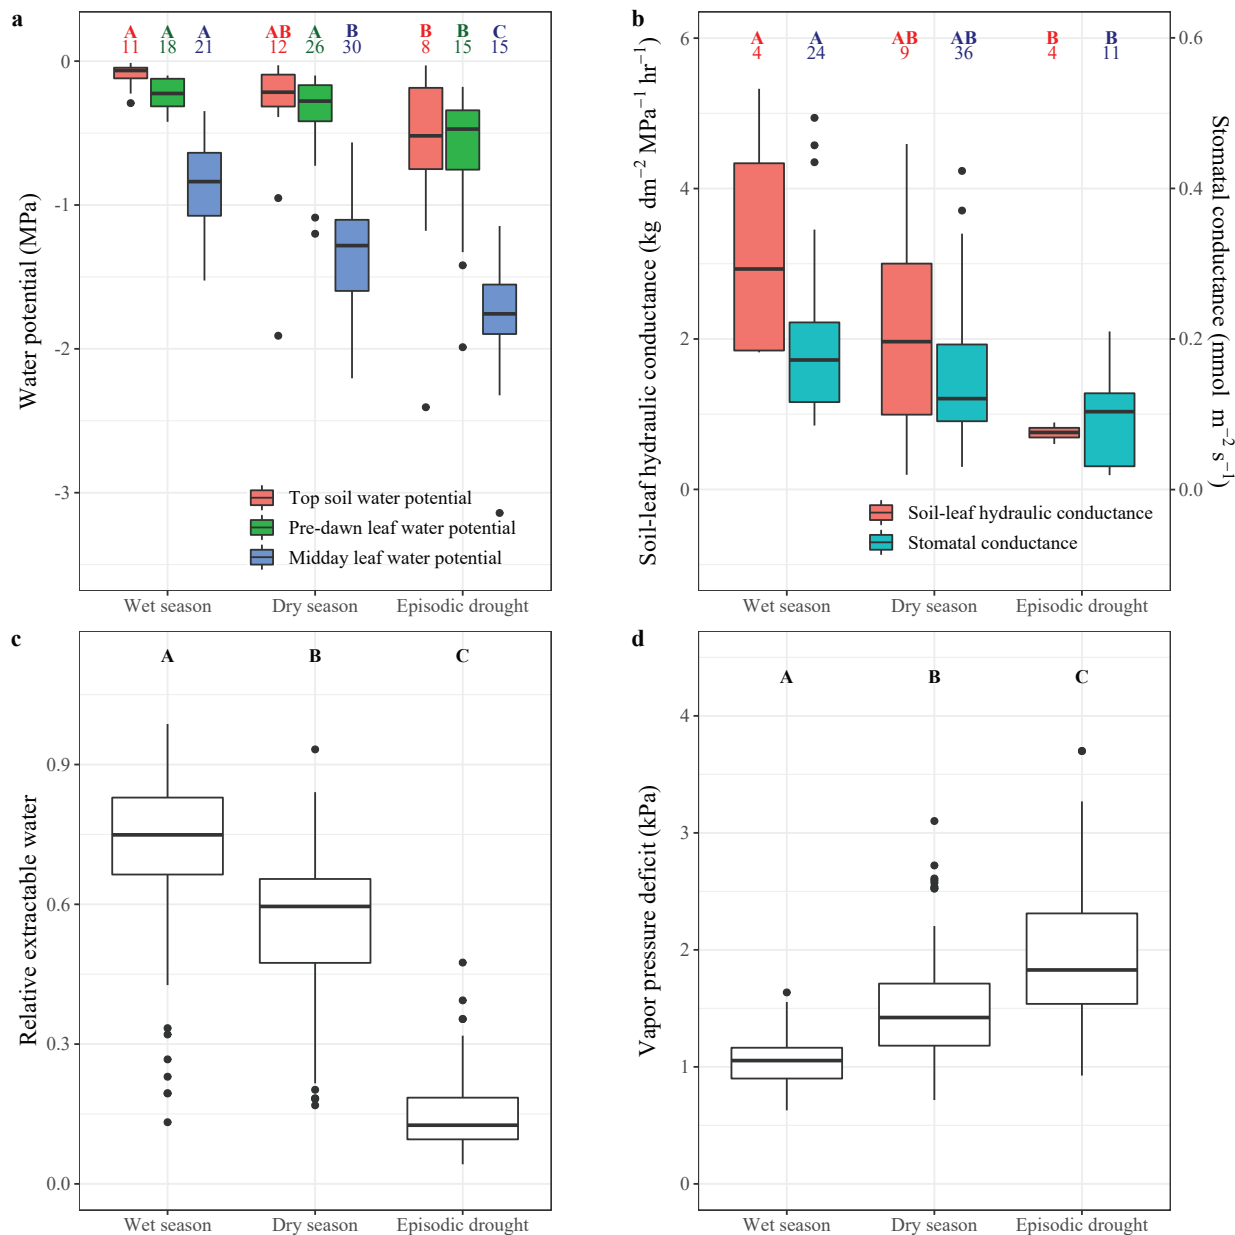 a
A A A AB A B B B C
11 18 21 12 26 30 8 15 15
0
-1
-2
-3
Water potential (MPa)
Top soil water potential
Pre-dawn leaf water potential
Midday leaf water potential
Wet season Dry season Episodic drought
b
A A AB AB B B
4 24 9 36 4 11
6
4
2
0
Soil-leaf hydraulic conductance (kg dm−2 MPa−1 hr−1)
0.6
0.4
0.2
0.0
Stomatal conductance (mmol m−2 s−1)
Soil-leaf hydraulic conductance
Stomatal conductance
Wet season Dry season Episodic drought
c
A B C
0.9
0.6
0.3
0.0
Relative extractable water
Wet season Dry season Episodic drought
d
A B C
4
3
2
1
0
Vapor pressure deficit (kPa)
Wet season Dry season Episodic drought